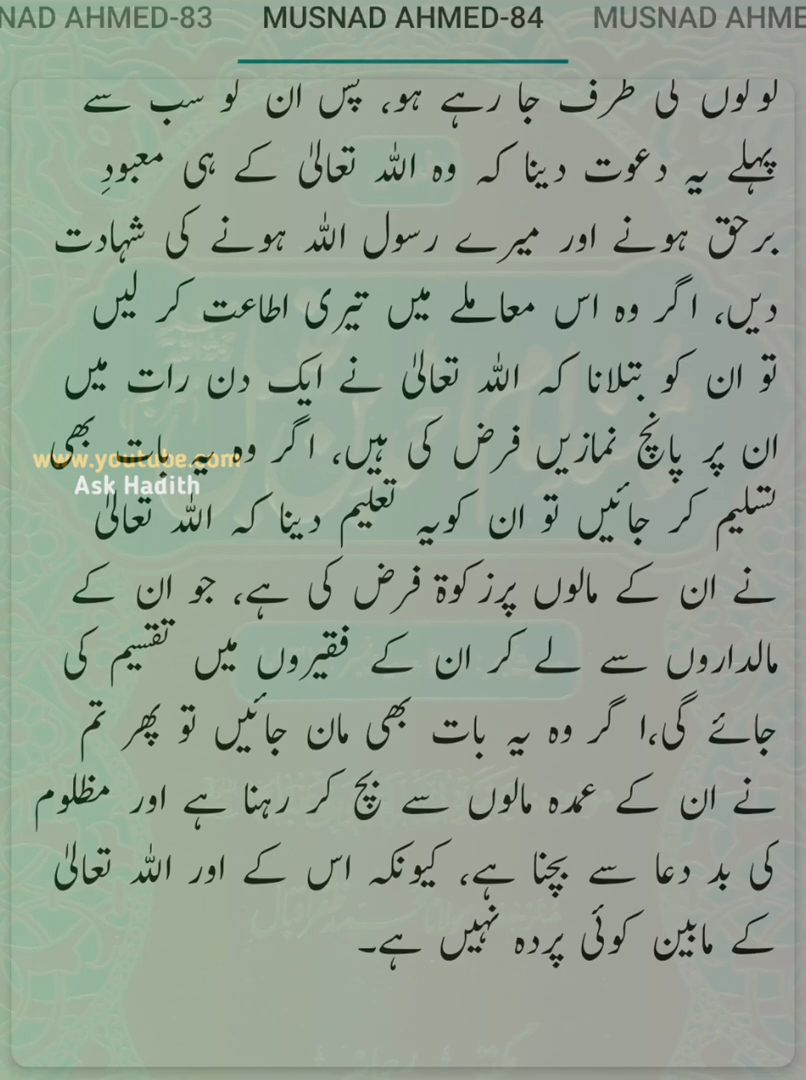 NAD AHMED-83 MUSNAD AHMED-84 MUSNAD AHME
لوگوں کی طرف جا رہے ہو، پس ان کو سب سے
پہلے یہ دعوت دینا کہ وہ اللہ تعالیٰ کے ہی معبودِ
برحق ہونے اور میرے رسول اللہ ہونے کی شہادت
دیں، اگر وہ اس معاملے میں تیری اطاعت کر لیں
تو ان کو بتلانا کہ اللہ تعالیٰ نے ایک دن رات میں
ان پر پانچ نمازیں فرض کی ہیں، اگر وہ یہ بات بھی
www.youtube.com
Ask Hadith
تسلیم کر جائیں تو ان کویہ تعلیم دینا کہ اللہ تعالیٰ
نے ان کے مالوں پرزکوۃ فرض کی ہے، جو ان کے
مالداروں سے لے کر ان کے فقیروں میں تقسیم کی
جائے گی،ا گر وہ یہ بات بھی مان جائیں تو پھر تم
نے ان کے عمدہ مالوں سے بچ کر رہنا ہے اور مظلوم
کی بد دعا سے بچنا ہے، کیونکہ اس کے اور اللہ تعالیٰ
کے مابین کوئی پردہ نہیں ہے۔